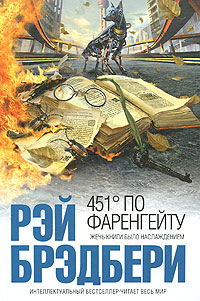 451° ПО
ФАРЕНГЕЙТУ
ЖЕЧЬ КНИГИ БЫЛО НАСЛАЖДЕНИЕМ
РЭЙ
БРЭДБЕРИ
ИНТЕЛЛЕКТУАЛЬНЫЙ БЕСТСЕЛЛЕР ЧИТАЕТ ВЕСЬ МИР